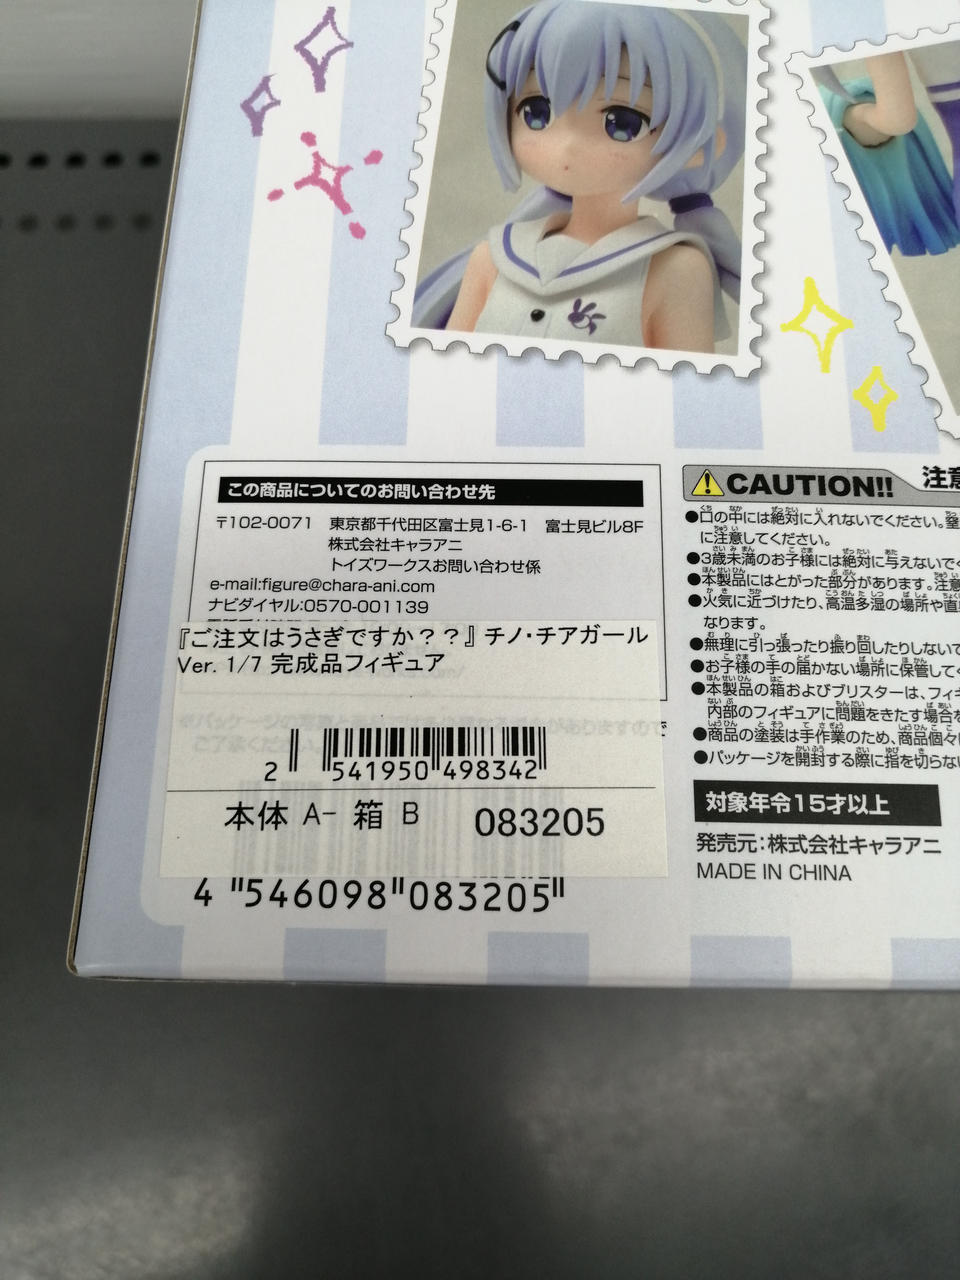 この商品についてのお問い合わせ先
〒102-0071 東京都千代田区富士見1-6-1 富士見ビル8F
株式会社キャラアニ
トイズワークスお問い合わせ係
e-mail:figure@chara-ani.com
ナビダイヤル:0570-001139
『ご注文はうさぎですか？？』チノ・チアガール
Ver. 1/7 完成品フィギュア
2 541950 498342
本体 A- 箱 B 083205
4 546098 083205
CAUTION!! 注意
●口の中には絶対に入れないでください。窒
に注意してください。
●3歳未満のお子様には絶対に与えないで
●本製品にはとがった部分があります。注意
●火気に近づけたり、高温多湿の場所や直
なります。
●無理に引っ張ったり振り回したりしないで
●お子様の手の届かない場所に保管して
●本製品の箱およびブリスターは、フィギ
内部のフィギュアに問題をきたす場合
●商品の塗装は手作業のため、商品個々
●パッケージを開封する際に指を切らない
対象年令15才以上
発売元:株式会社キャラアニ
MADE IN CHINA